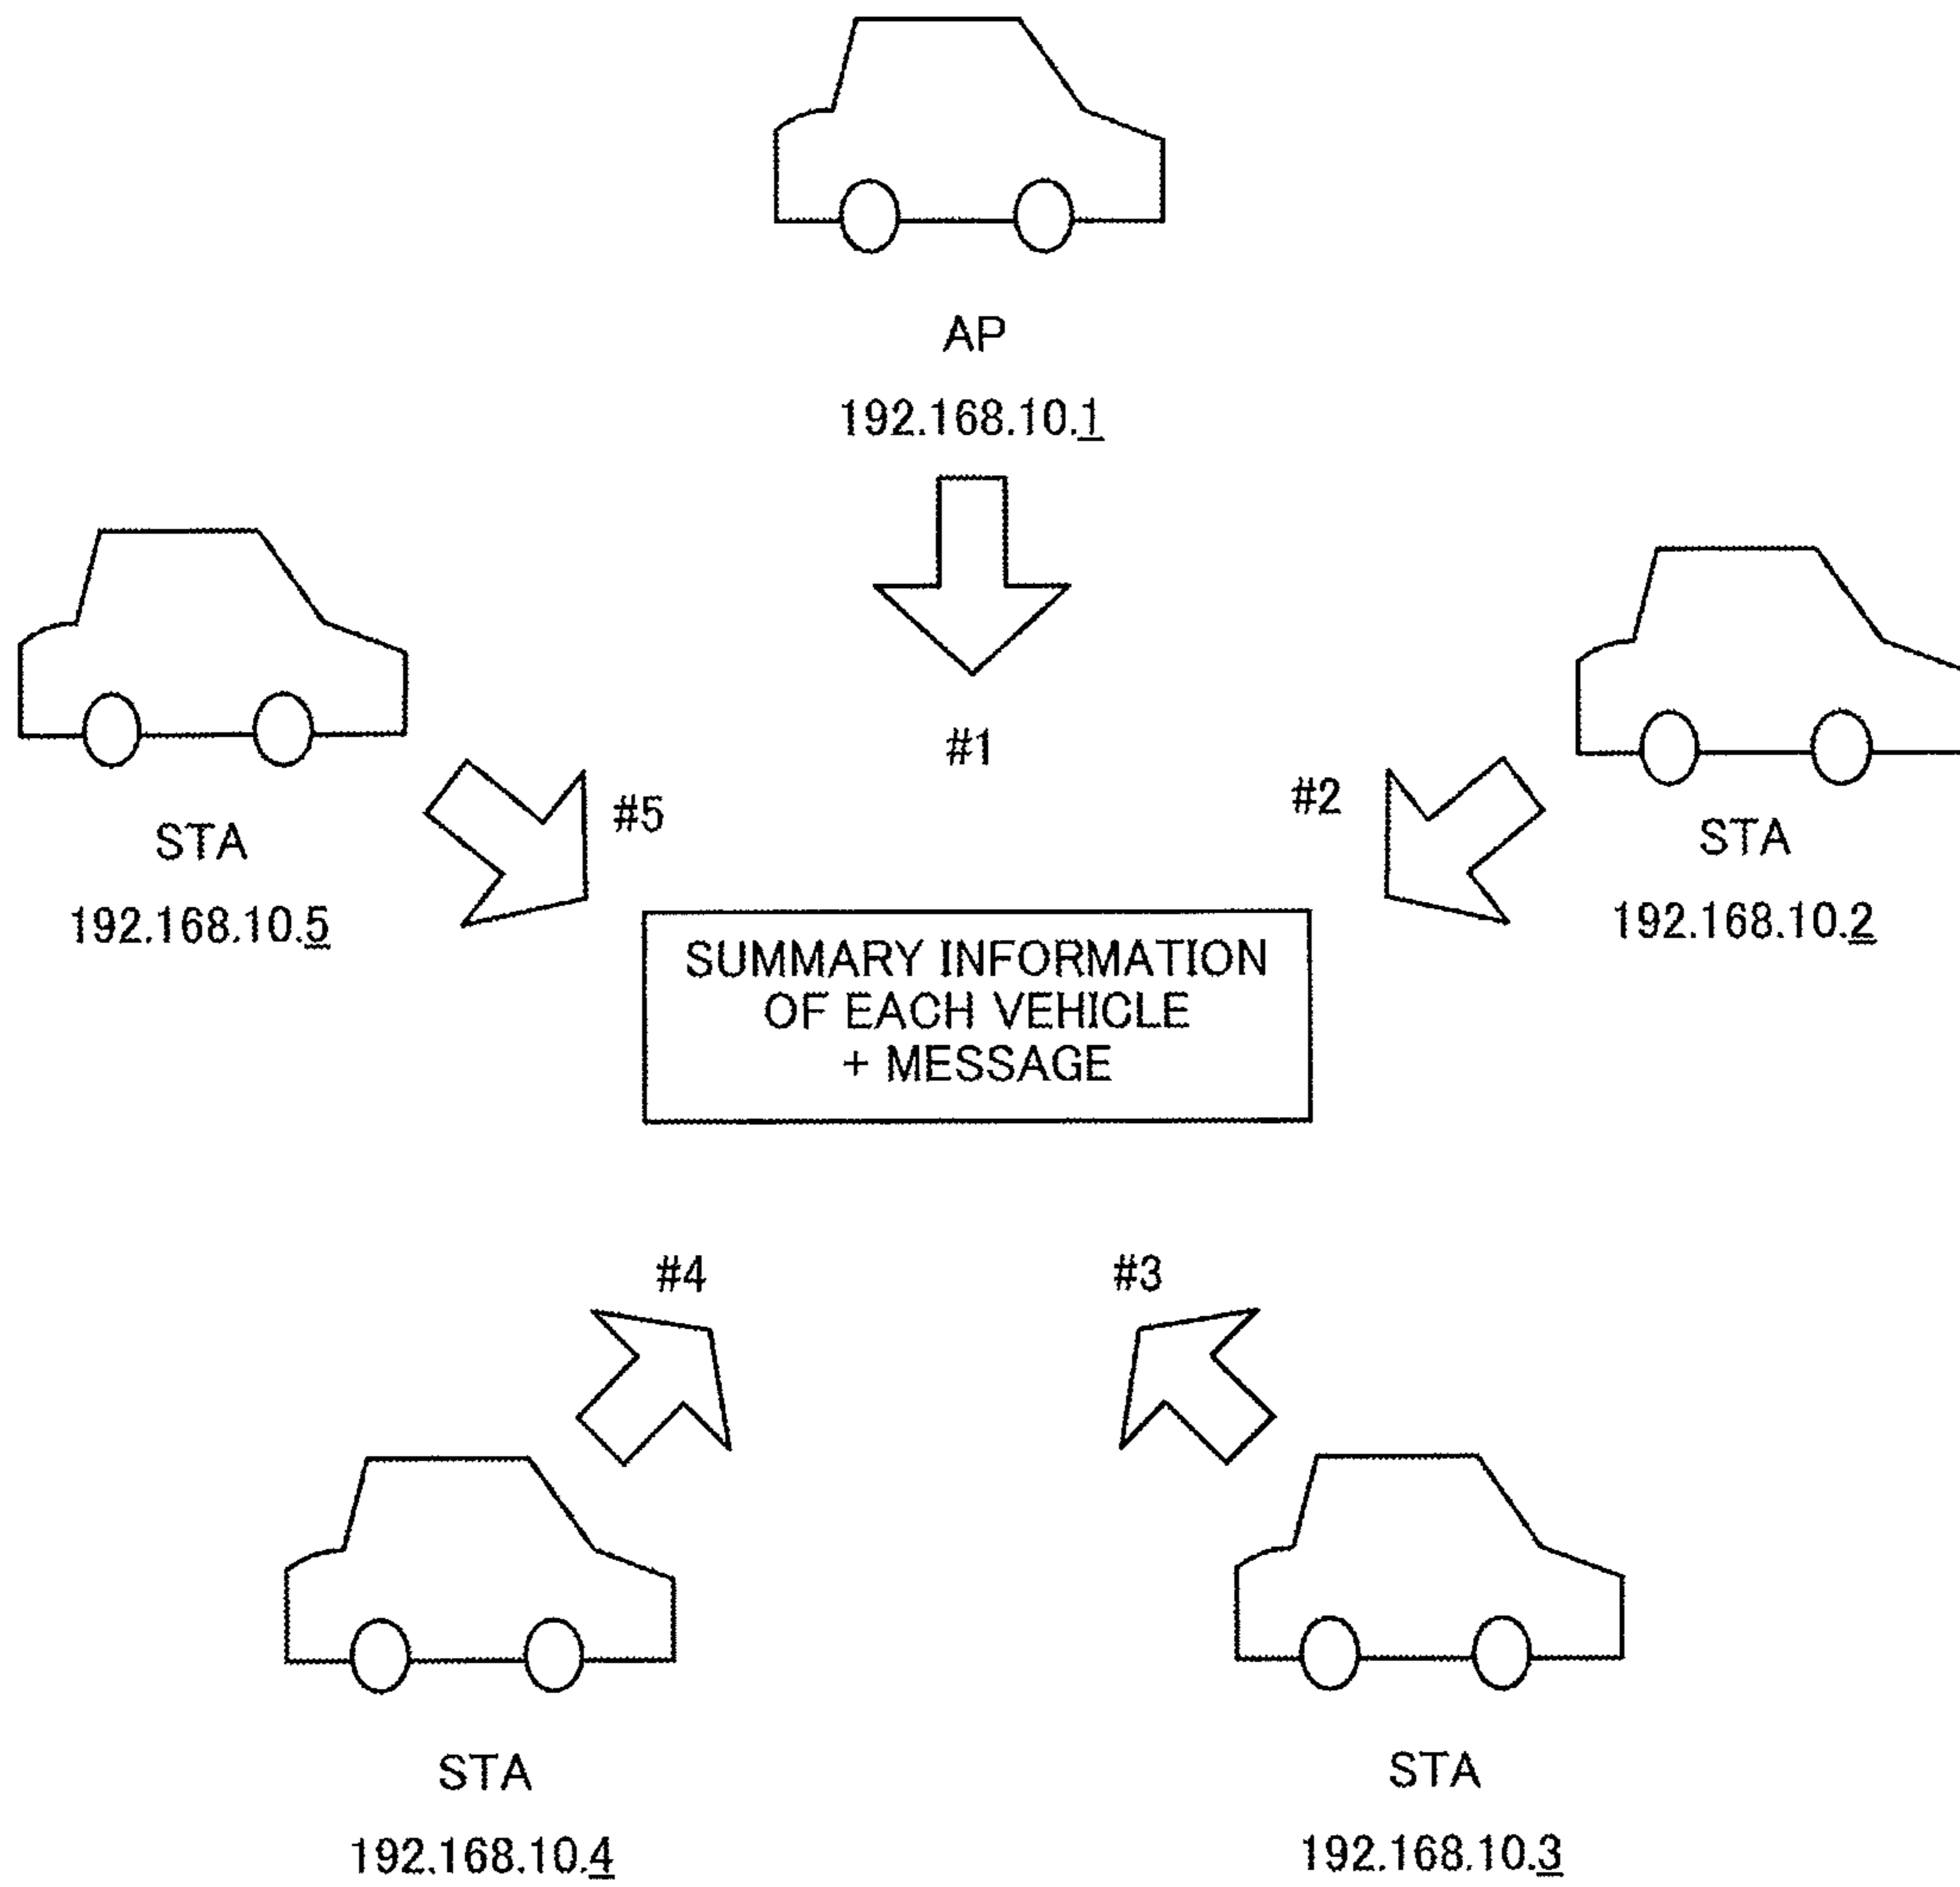 AP
192.168.10.1
#1
#5
#2
STA
192.168.10.5
STA
192.168.10.2
SUMMARY INFORMATION
OF EACH VEHICLE
+ MESSAGE
#4
#3
STA
192.168.10.4
STA
192.168.10.3